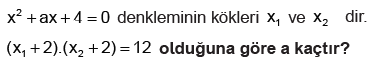 x² + ax + 4 = 0 denkleminin kökleri x₁ ve x₂ dir.
(x₁ + 2).(x₂ + 2) = 12 olduğuna göre a kaçtır?